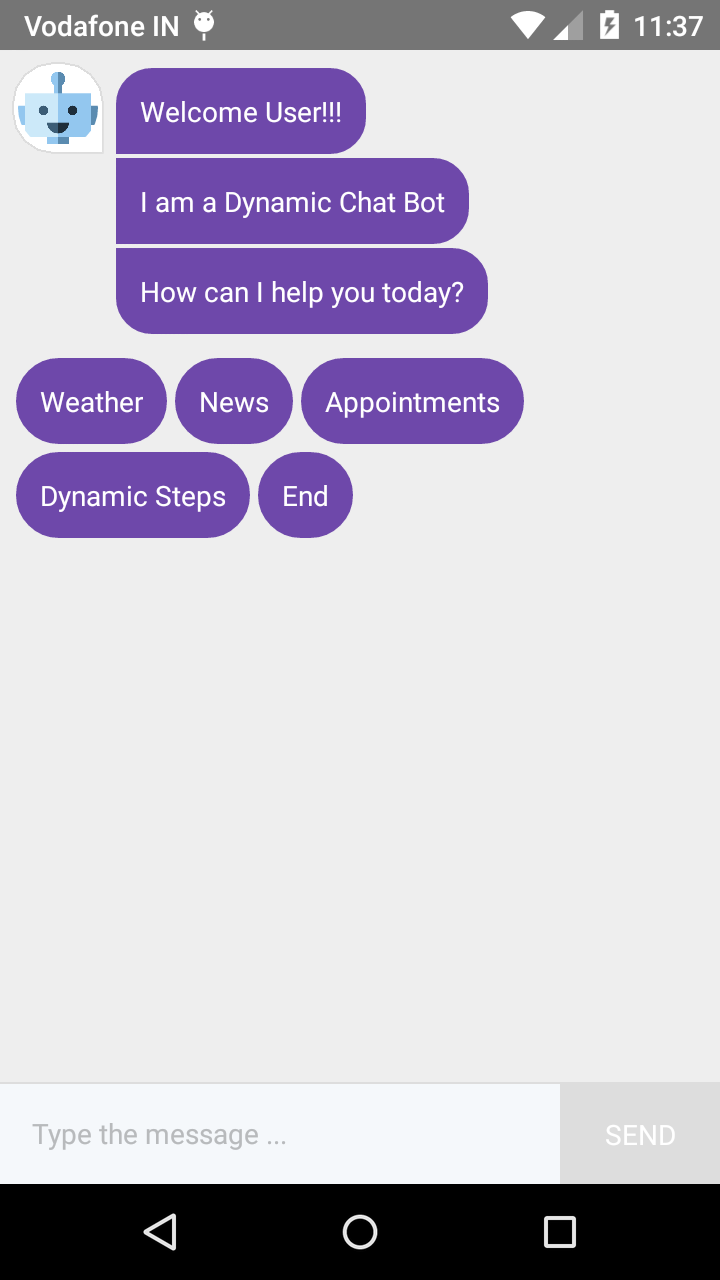 Vodafone IN 11:37
Welcome User!!!
I am a Dynamic Chat Bot
How can I help you today?
Weather News Appointments
Dynamic Steps End
Type the message ... SEND